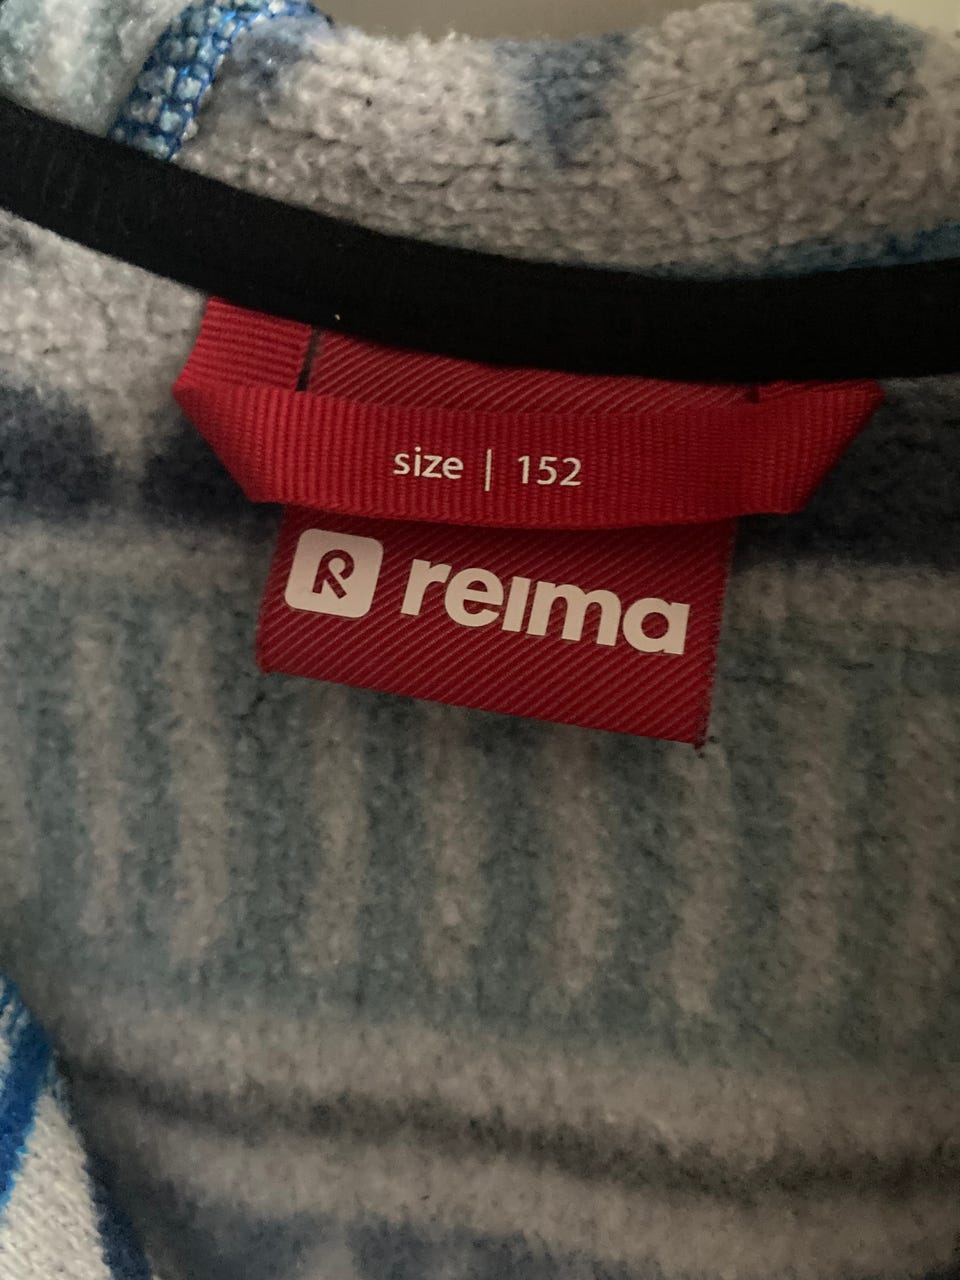 size | 152
reima